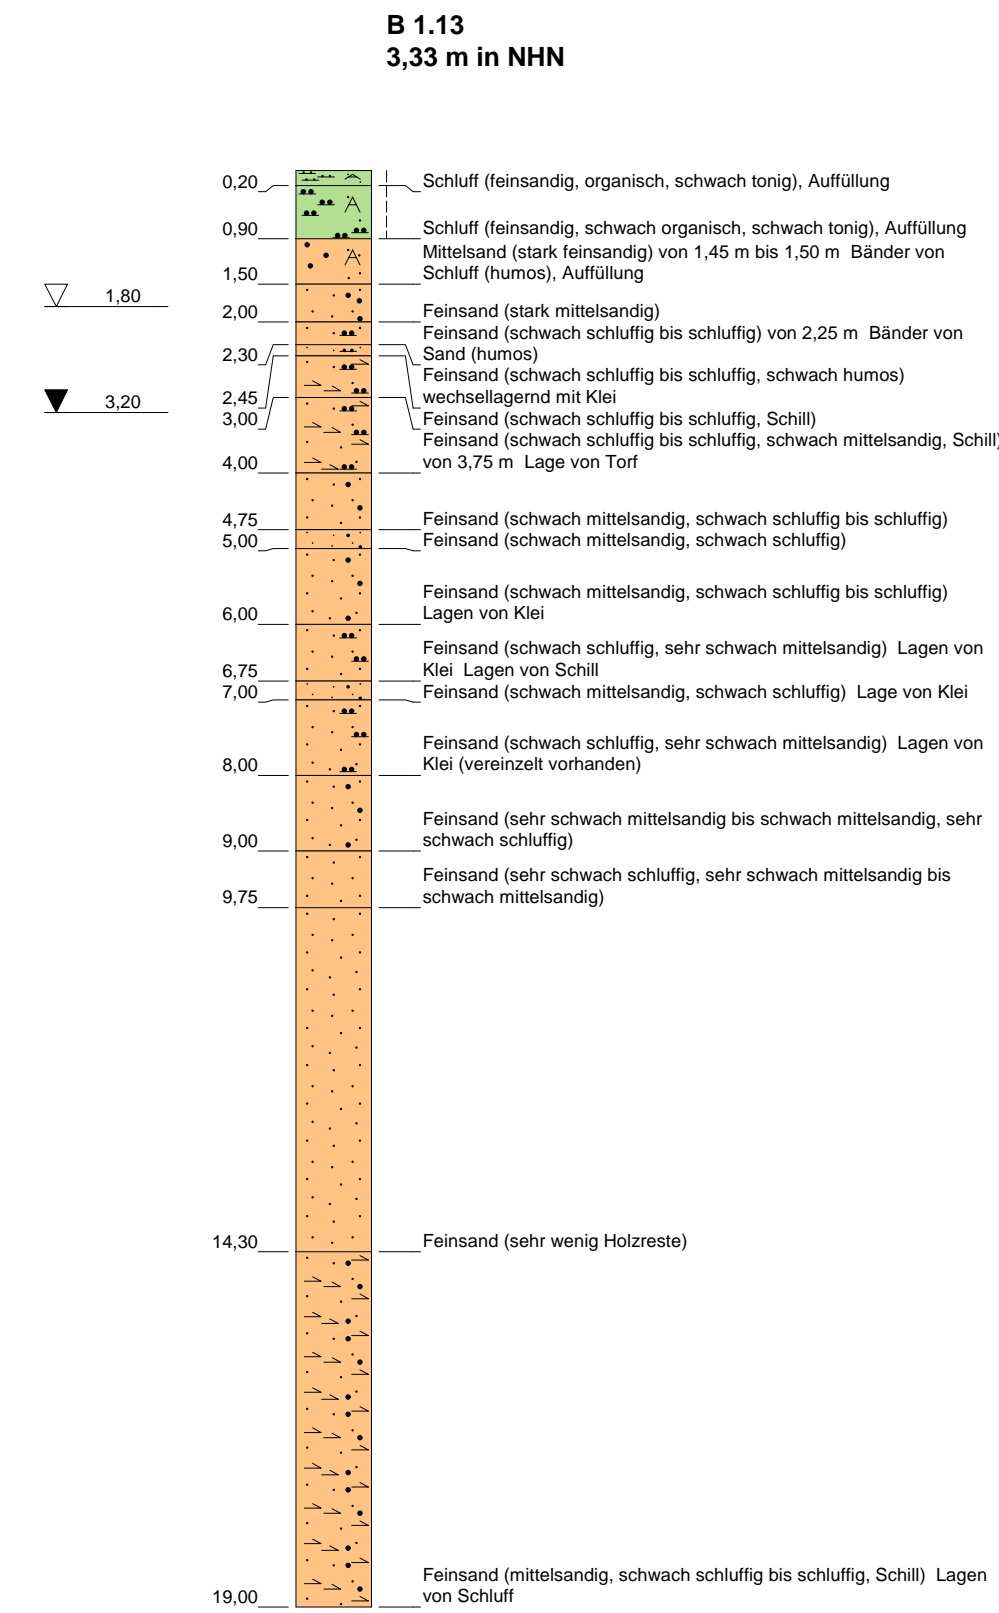 B 1.13
3,33 m in NHN
0,20 Schluff (feinsandig, organisch, schwach tonig), Auffüllung
A
0,90 Schluff (feinsandig, schwach organisch, schwach tonig), Auffüllung
A
Mittelsand (stark feinsandig) von 1,45 m bis 1,50 m Bänder von
1,50 Schluff (humos), Auffüllung
A
1,80
2,00 Feinsand (stark mittelsandig)
Feinsand (schwach schluffig bis schluffig) von 2,25 m Bänder von
2,30 Sand (humos)
Feinsand (schwach schluffig bis schluffig, schwach humos)
2,45 wechsellagernd mit Klei
3,20
3,00 Feinsand (schwach schluffig bis schluffig, Schill)
Feinsand (schwach schluffig bis schluffig, schwach mittelsandig, Schill)
4,00 von 3,75 m Lage von Torf
4,75 Feinsand (schwach mittelsandig, schwach schluffig bis schluffig)
5,00 Feinsand (schwach mittelsandig, schwach schluffig)
Feinsand (schwach mittelsandig, schwach schluffig bis schluffig)
6,00 Lagen von Klei
Feinsand (schwach schluffig, sehr schwach mittelsandig) Lagen von
6,75 Klei Lagen von Schill
7,00 Feinsand (schwach mittelsandig, schwach schluffig) Lage von Klei
Feinsand (schwach schluffig, sehr schwach mittelsandig) Lagen von
8,00 Klei (vereinzelt vorhanden)
Feinsand (sehr schwach mittelsandig bis schwach mittelsandig, sehr
9,00 schwach schluffig)
Feinsand (sehr schwach schluffig, sehr schwach mittelsandig bis
9,75 schwach mittelsandig)
14,30 Feinsand (sehr wenig Holzreste)
Feinsand (mittelsandig, schwach schluffig bis schluffig, Schill) Lagen
19,00 von Schluff